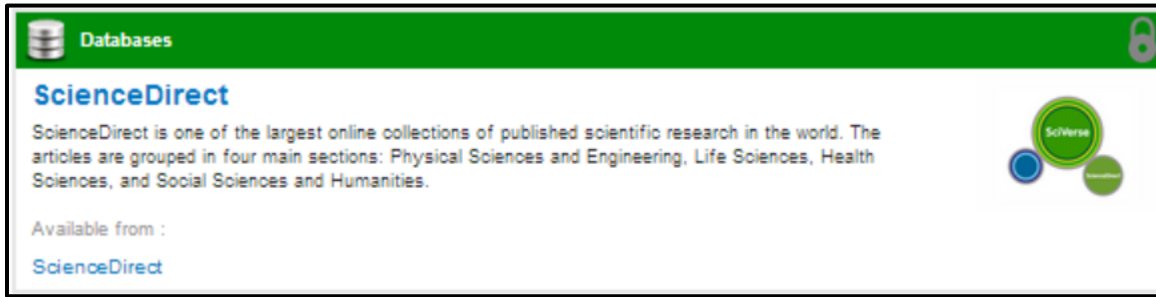 Databases
ScienceDirect
ScienceDirect is one of the largest online collections of published scientific research in the world. The
articles are grouped in four main sections: Physical Sciences and Engineering, Life Sciences, Health
Sciences, and Social Sciences and Humanities.
SciVerse
ScienceDirect
Available from :
ScienceDirect